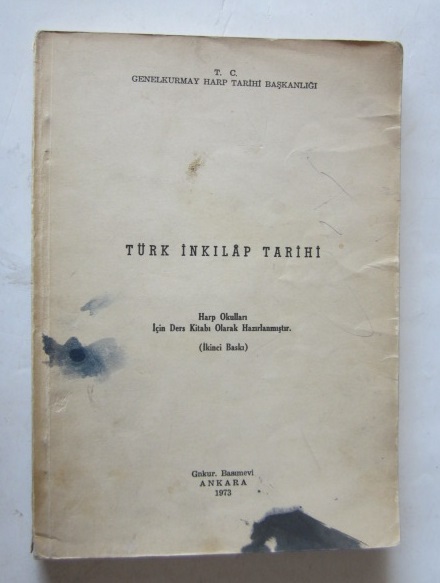 T. C.
GENELKURMAY HARP TARİHİ BAŞKANLIĞI
TÜRK İNKILÂP TARİHİ
Harp Okulları
İçin Ders Kitabı Olarak Hazırlanmıştır.
(İkinci Baskı)
Gnkur. Basımevi
ANKARA
1973